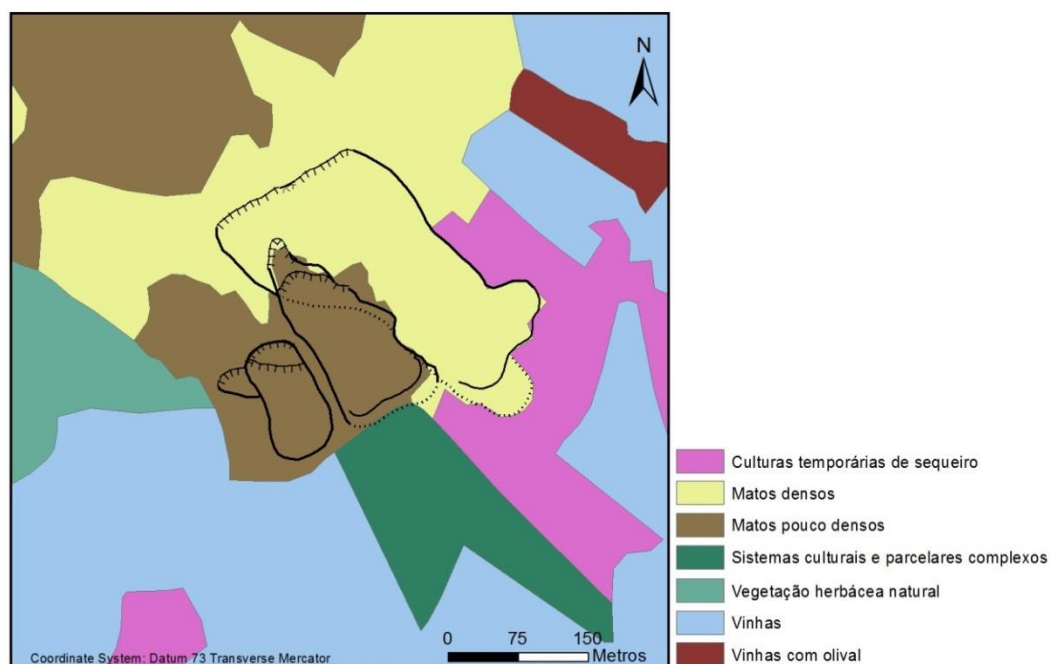 N
0 75 150
Metros
Coordinate System: Datum 73 Transverse Mercator
Culturas temporárias de sequeiro
Matos densos
Matos pouco densos
Sistemas culturais e parcelares complexos
Vegetação herbácea natural
Vinhas
Vinhas com olival